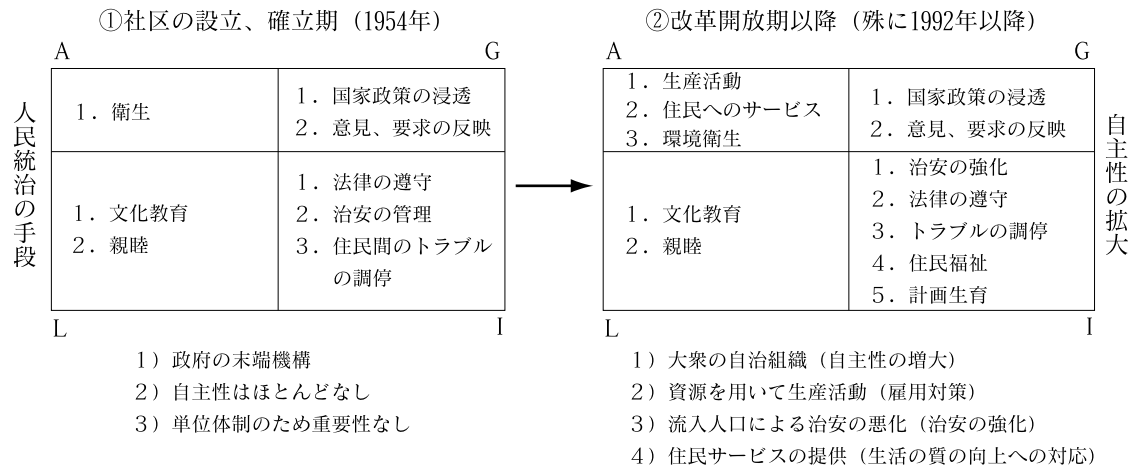 ①社区の設立、確立期（1954年）
A
G
人民統治の手段
1．衛生
1．国家政策の浸透
2．意見、要求の反映
1．文化教育
2．親睦
1．法律の遵守
2．治安の管理
3．住民間のトラブル
の調停
L
I
1）政府の末端機構
2）自主性はほとんどなし
3）単位体制のため重要性なし
②改革開放期以降（殊に1992年以降）
A
G
1．生産活動
2．住民へのサービス
3．環境衛生
1．国家政策の浸透
2．意見、要求の反映
1．文化教育
2．親睦
1．治安の強化
2．法律の遵守
3．トラブルの調停
4．住民福祉
5．計画生育
自主性の拡大
L
I
1）大衆の自治組織（自主性の増大）
2）資源を用いて生産活動（雇用対策）
3）流入人口による治安の悪化（治安の強化）
4）住民サービスの提供（生活の質の向上への対応）